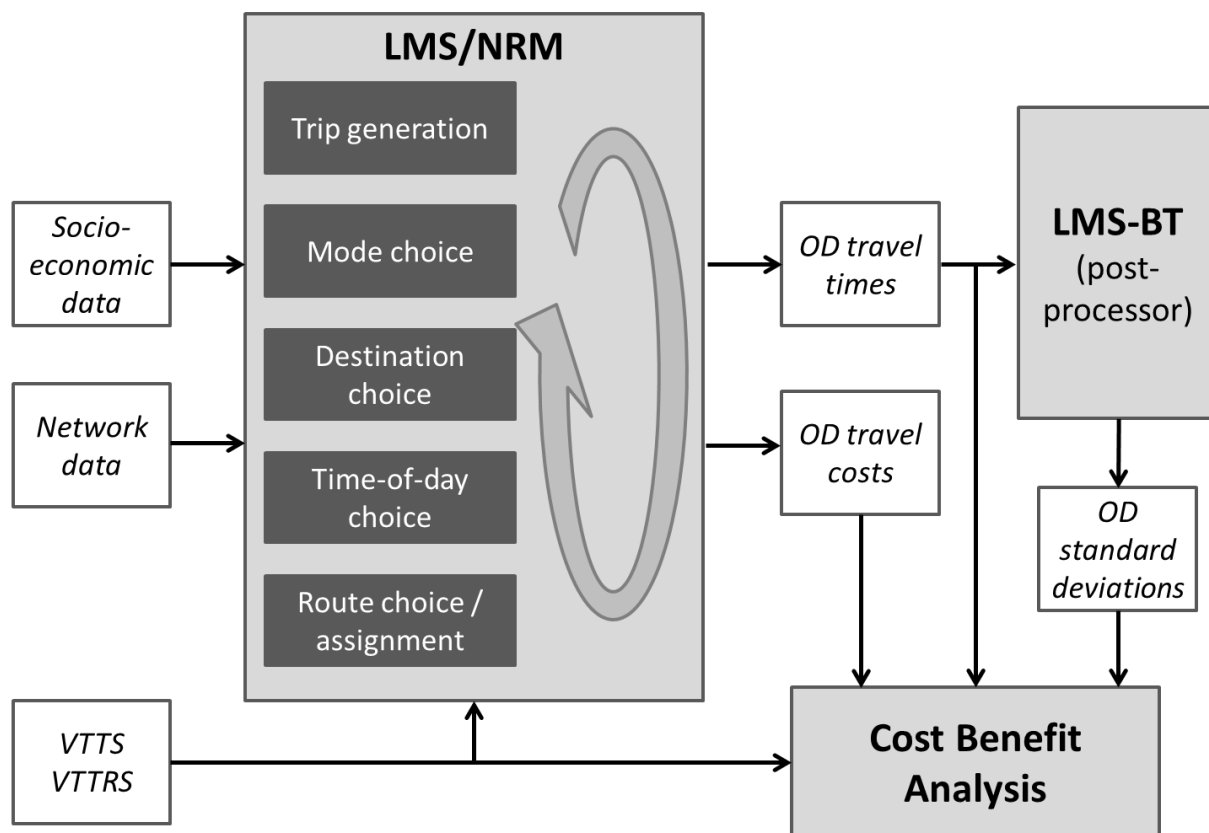 LMS/NRM
Trip generation
Mode choice
Destination
choice
Time-of-day
choice
Route choice /
assignment
Socio-
economic
data
Network
data
VTTS
VTTRS
OD travel
times
OD travel
costs
LMS-BT
(post-
processor)
OD
standard
deviations
Cost Benefit
Analysis